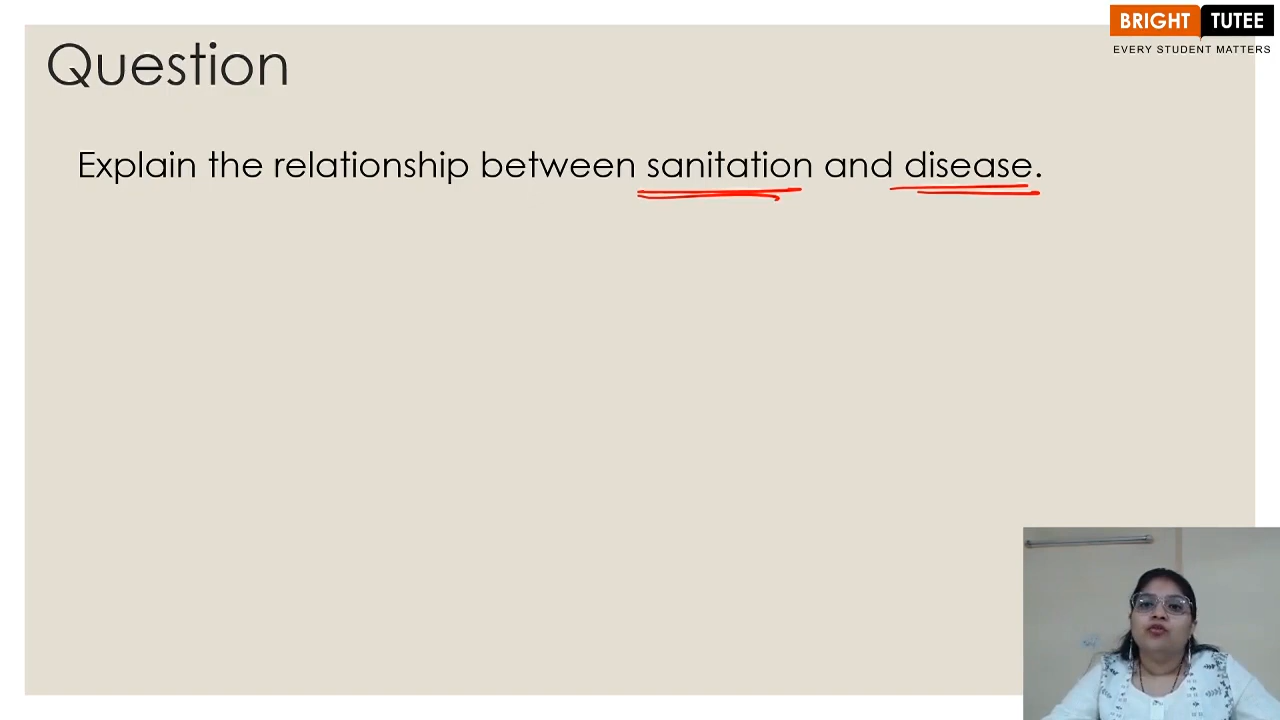 BRIGHT TUTEE
EVERY STUDENT MATTERS
Question
Explain the relationship between sanitation and disease.